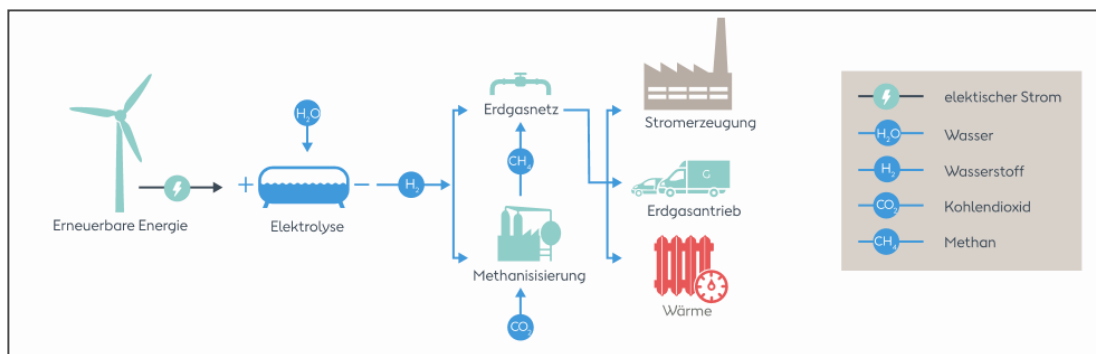 Erneuerbare Energie
H₂O
+
−
Elektrolyse
H₂
Erdgasnetz
CH₄
Methanisisierung
CO₂
Stromerzeugung
Erdgasantrieb
Wärme
elektischer Strom
H₂O Wasser
H₂ Wasserstoff
CO₂ Kohlendioxid
CH₄ Methan